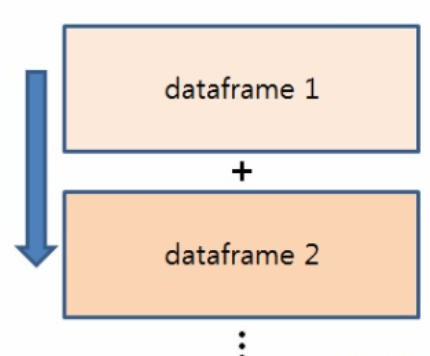 dataframe 1
+
dataframe 2
⋮